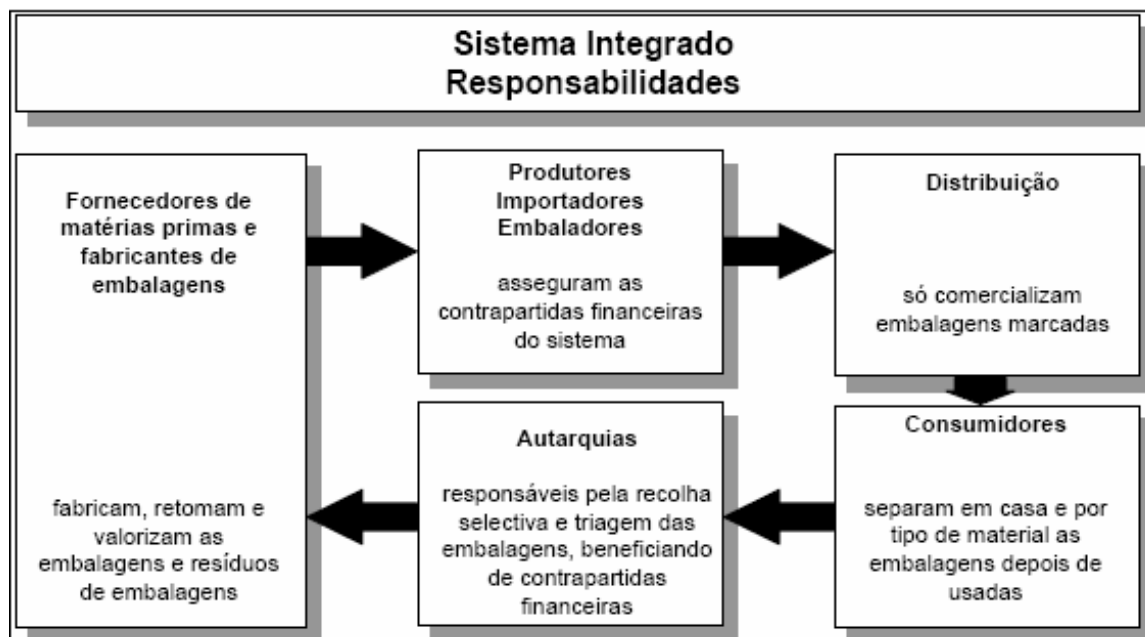 Sistema Integrado
Responsabilidades
Fornecedores de
matérias primas e
fabricantes de
embalagens
fabricam, retomam e
valorizam as
embalagens e resíduos
de embalagens
Produtores
Importadores
Embaladores
asseguram as
contrapartidas financeiras
do sistema
Distribuição
só comercializam
embalagens marcadas
Consumidores
separam em casa e por
tipo de material as
embalagens depois de
usadas
Autarquias
responsáveis pela recolha
selectiva e triagem das
embalagens, beneficiando
de contrapartidas
financeiras